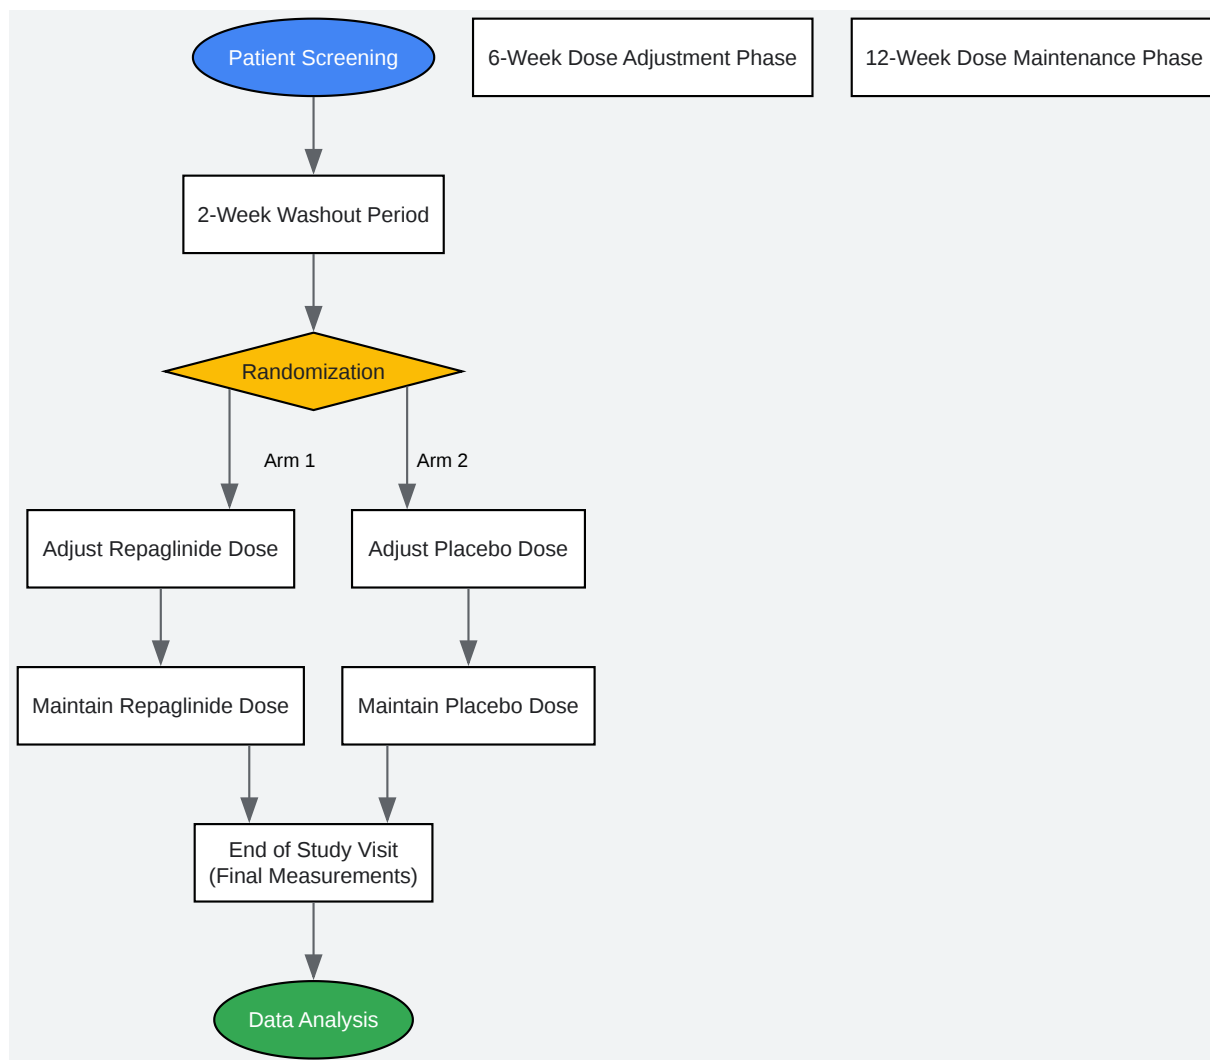 Patient Screening
6-Week Dose Adjustment Phase
12-Week Dose Maintenance Phase
2-Week Washout Period
Randomization
Arm 1
Arm 2
Adjust Repaglinide Dose
Adjust Placebo Dose
Maintain Repaglinide Dose
Maintain Placebo Dose
End of Study Visit
(Final Measurements)
Data Analysis